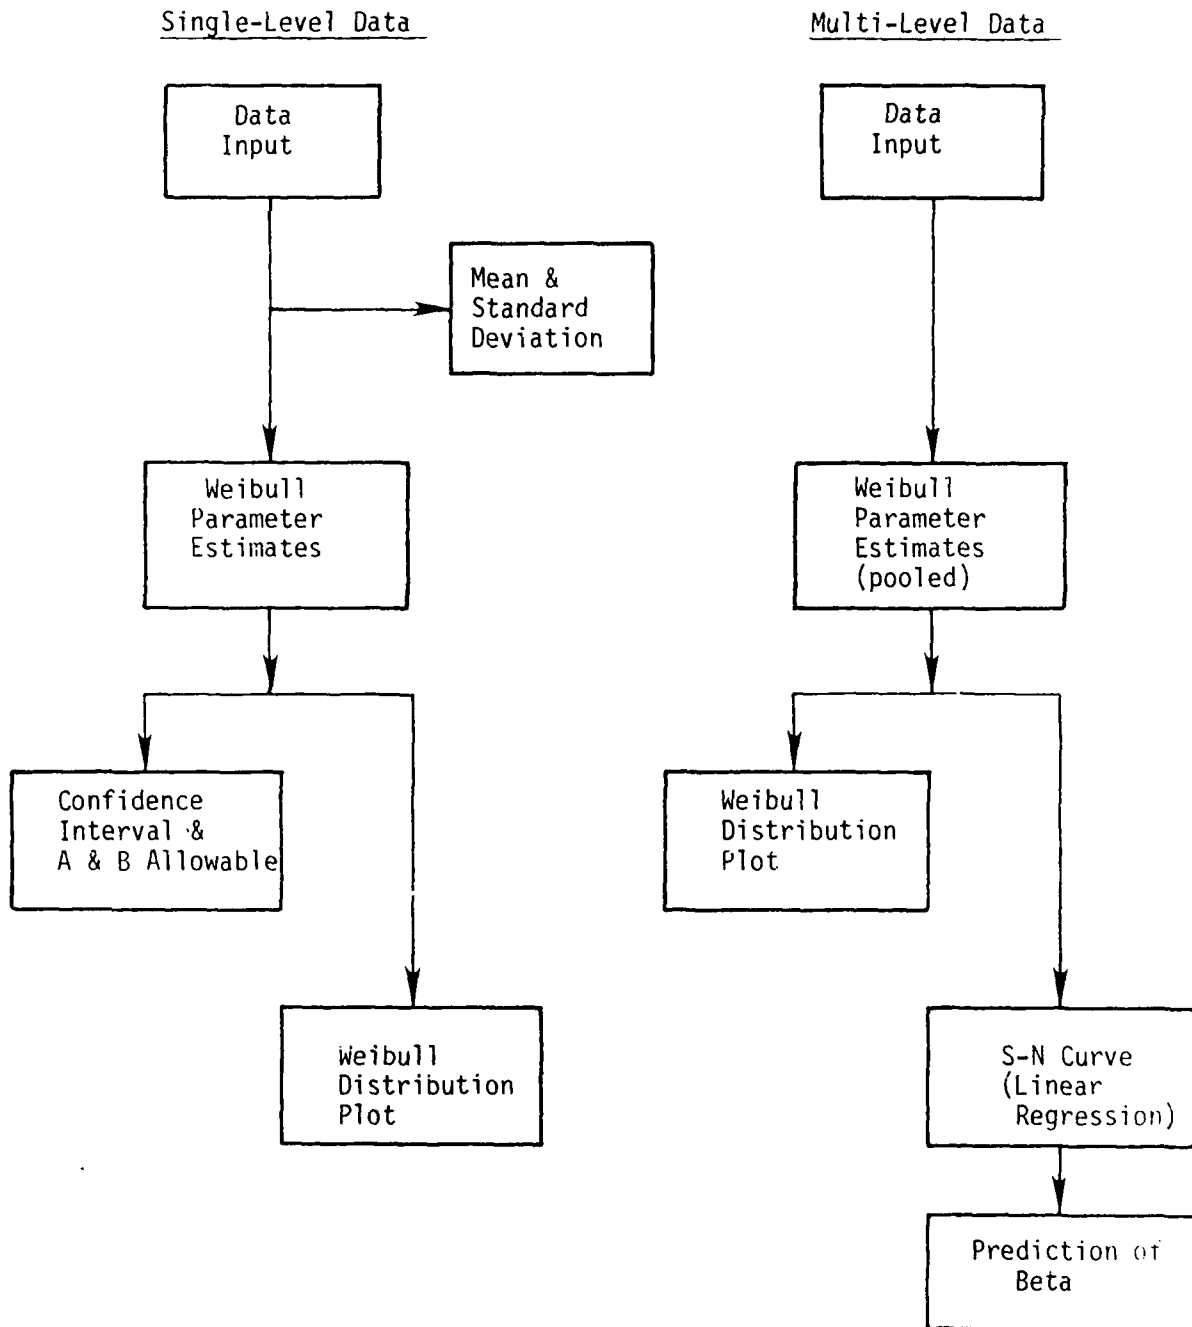 Single-Level Data
Data
Input
Mean &
Standard
Deviation
Weibull
Parameter
Estimates
Confidence
Interval &
A & B Allowable
Weibull
Distribution
Plot
Multi-Level Data
Data
Input
Weibull
Parameter
Estimates
(pooled)
Weibull
Distribution
Plot
S-N Curve
(Linear
Regression)
Prediction of
Beta